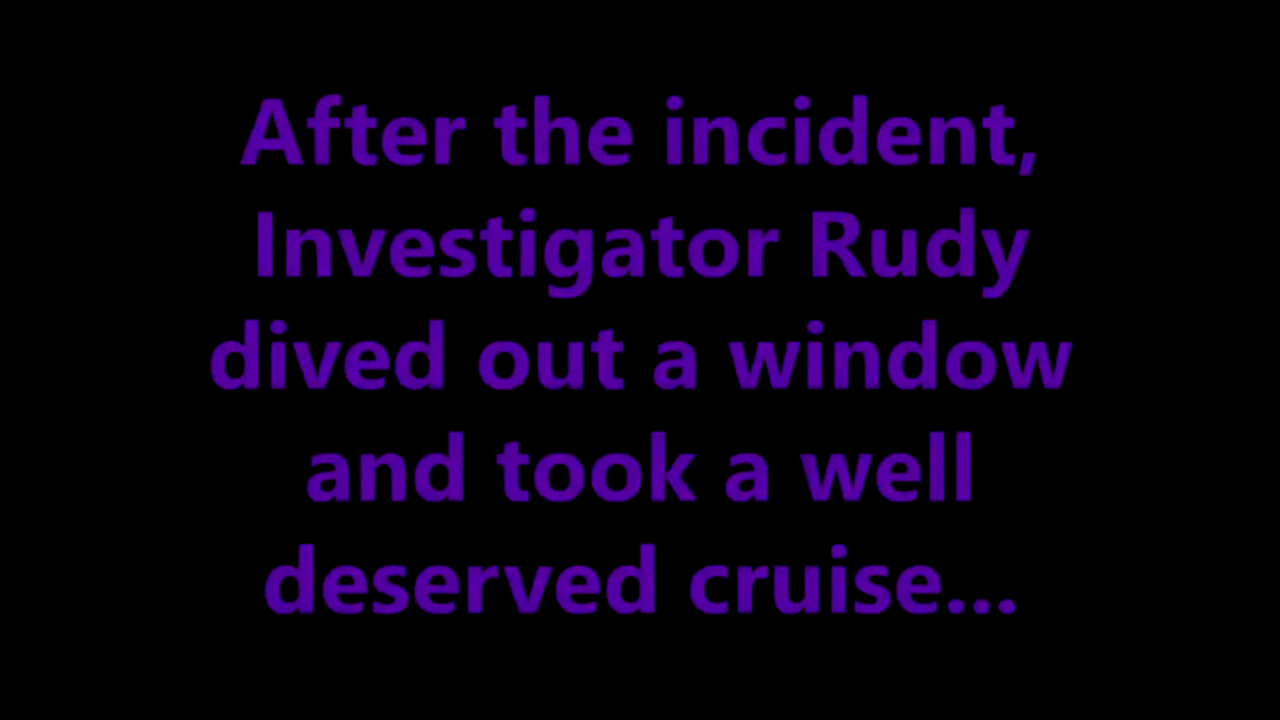 After the incident,
Investigator Rudy
dived out a window
and took a well
deserved cruise...